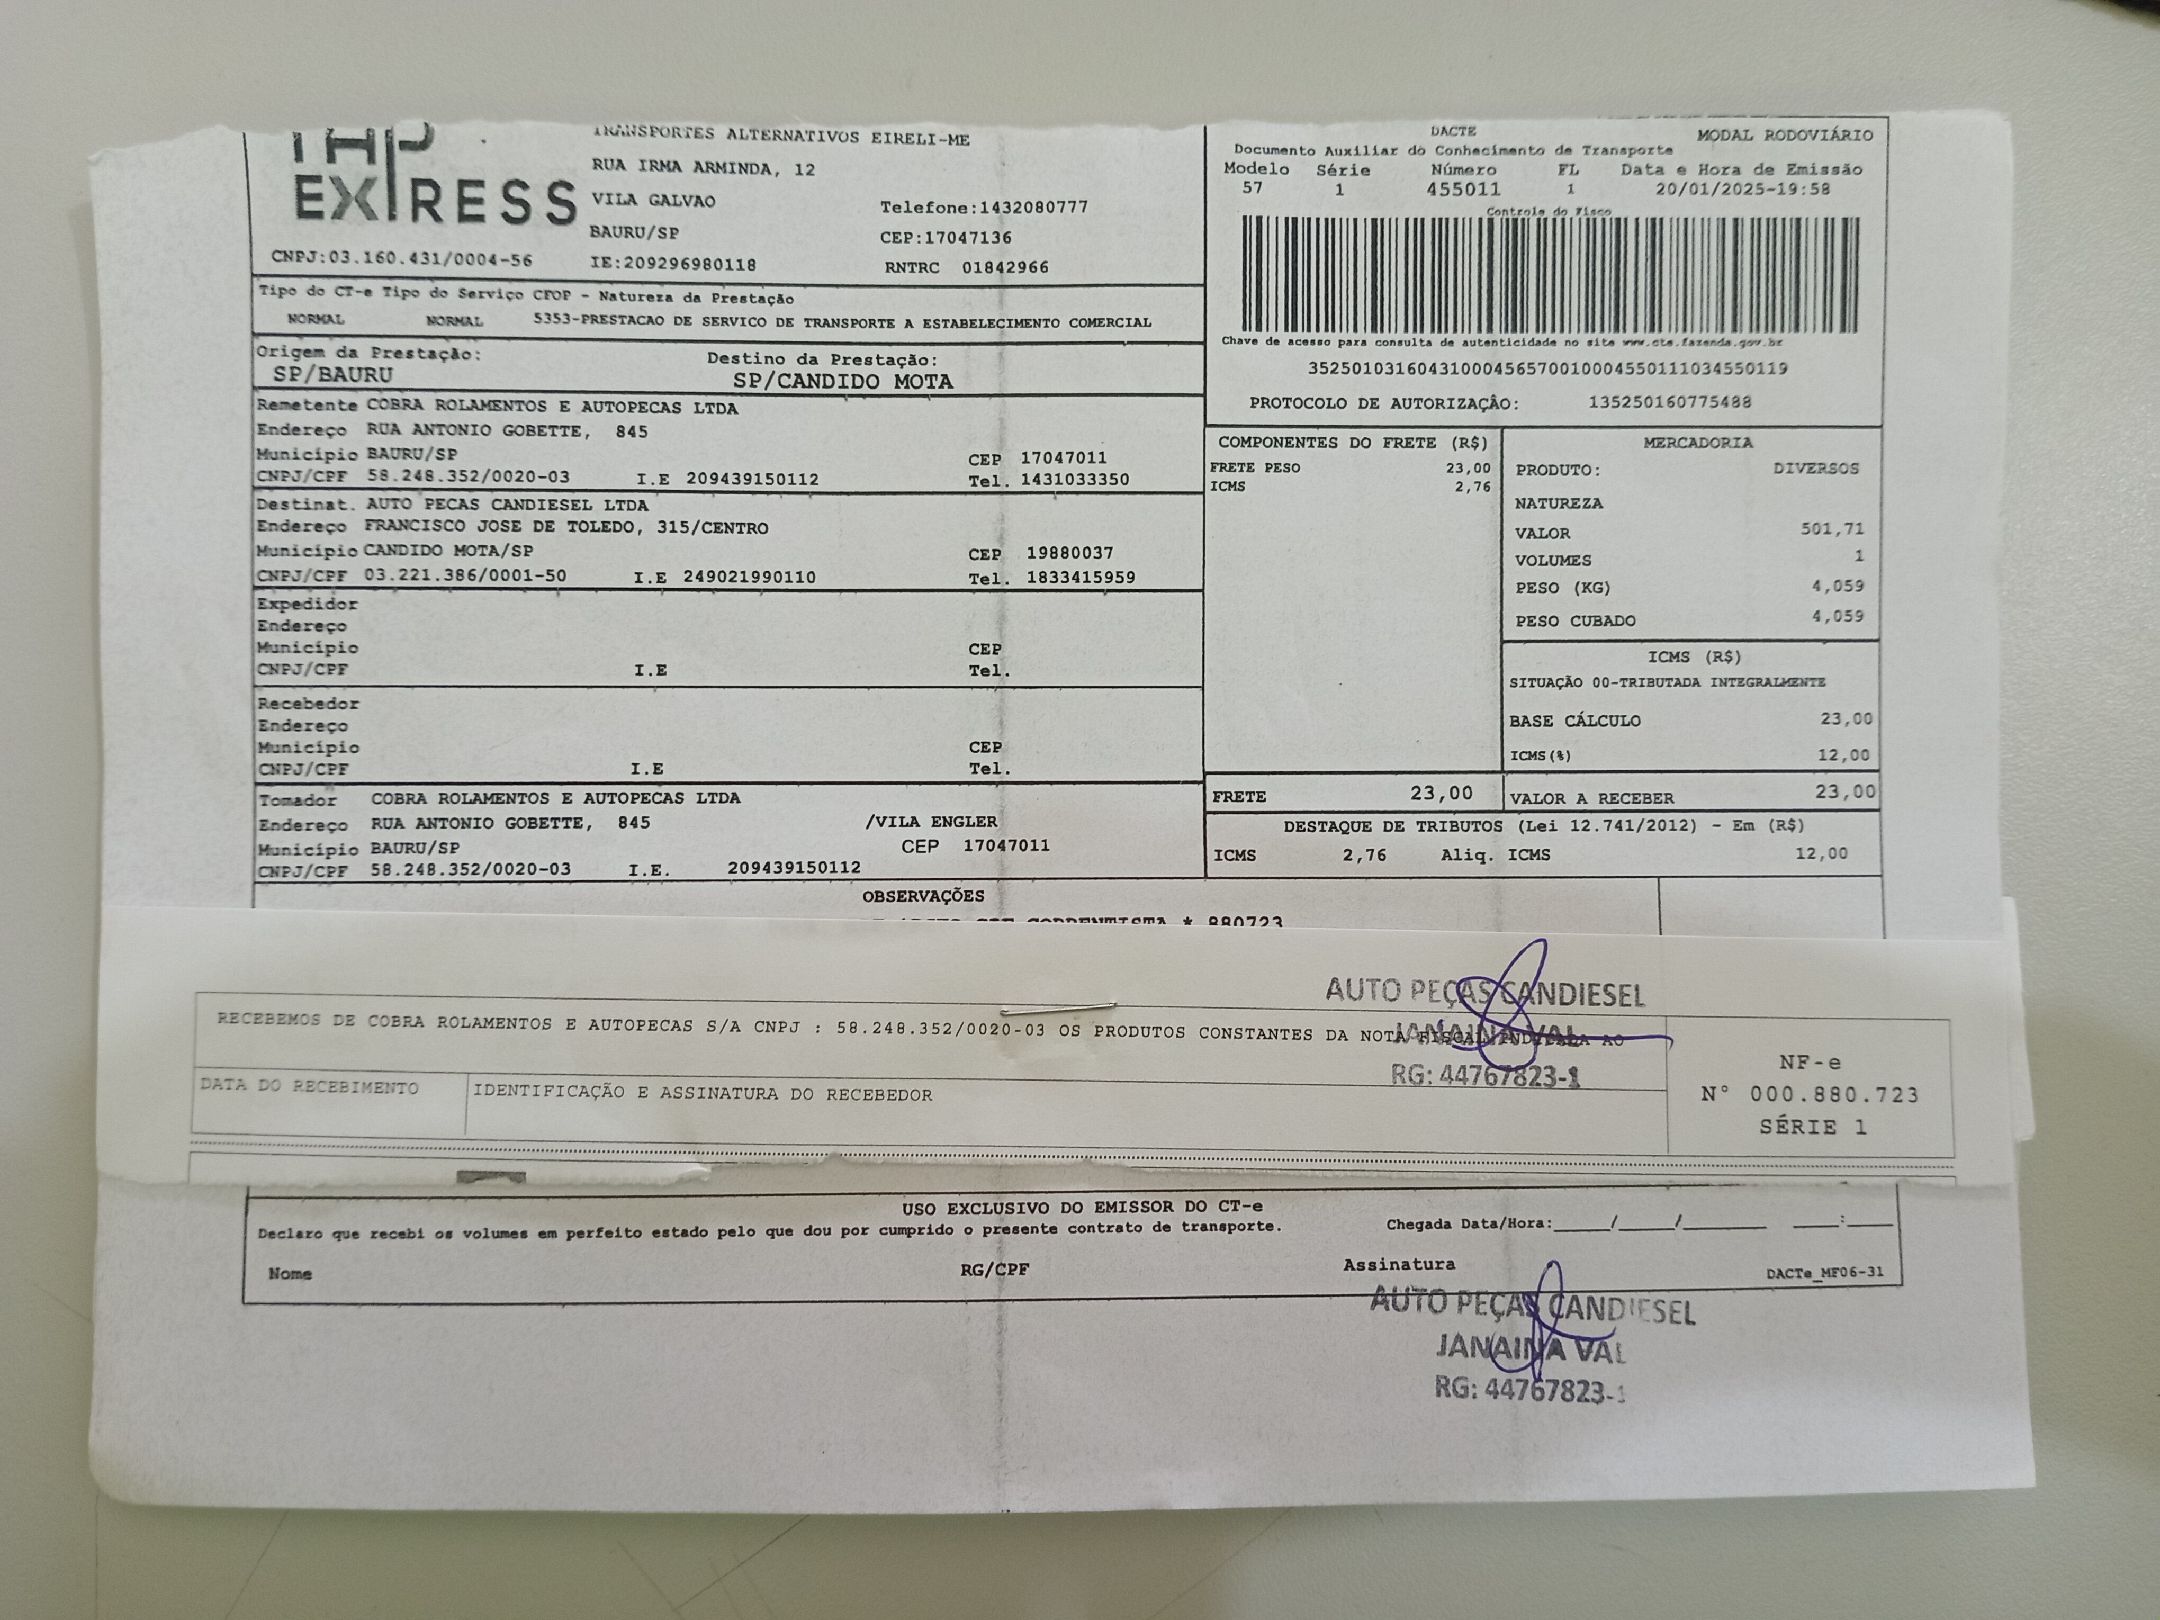 EXPRESS
TRANSPORTES ALTERNATIVOS EIRELI-ME
RUA IRMA ARMINDA, 12
VILA GALVAO
Telefone:1432080777
BAURU/SP
CEP:17047136
CNPJ:03.160.431/0004-56 IE:209296980118
RNTRC 01842966
DACTE MODAL RODOVIÁRIO
Documento Auxiliar do Conhecimento de Transporte
Modelo Série Número FL Data e Hora de Emissão
57 1 455011 1 20/01/2025-19:58
Controle do Fisco
Chave de acesso para consulta de autenticidade no site www.cte.fazenda.gov.br
35250103160431000456570010004550111034550119
PROTOCOLO DE AUTORIZAÇÃO: 135250160775488
Tipo do CT-e Tipo do Serviço CFOP - Natureza da Prestação
NORMAL NORMAL 5353-PRESTACAO DE SERVICO DE TRANSPORTE A ESTABELECIMENTO COMERCIAL
Origem da Prestação: Destino da Prestação:
SP/BAURU SP/CANDIDO MOTA
Remetente COBRA ROLAMENTOS E AUTOPECAS LTDA
Endereço RUA ANTONIO GOBETTE, 845
Município BAURU/SP CEP 17047011
CNPJ/CPF 58.248.352/0020-03 I.E 209439150112 Tel. 1431033350
Destinat. AUTO PECAS CANDIESEL LTDA
Endereço FRANCISCO JOSE DE TOLEDO, 315/CENTRO
Município CANDIDO MOTA/SP CEP 19880037
CNPJ/CPF 03.221.386/0001-50 I.E 249021990110 Tel. 1833415959
Expedidor
Endereço
Município CEP
CNPJ/CPF I.E Tel.
Recebedor
Endereço
Município CEP
CNPJ/CPF I.E Tel.
Tomador COBRA ROLAMENTOS E AUTOPECAS LTDA
Endereço RUA ANTONIO GOBETTE, 845 /VILA ENGLER
Município BAURU/SP CEP 17047011
CNPJ/CPF 58.248.352/0020-03 I.E. 209439150112
COMPONENTES DO FRETE (R$)
FRETE PESO 23,00
ICMS 2,76
MERCADORIA
PRODUTO: DIVERSOS
NATUREZA
VALOR 501,71
VOLUMES 1
PESO (KG) 4,059
PESO CUBADO 4,059
ICMS (R$)
SITUAÇÃO 00-TRIBUTADA INTEGRALMENTE
BASE CÁLCULO 23,00
ICMS(%) 12,00
FRETE 23,00 VALOR A RECEBER 23,00
DESTAQUE DE TRIBUTOS (Lei 12.741/2012) - Em (R$)
ICMS 2,76 Aliq. ICMS 12,00
OBSERVAÇÕES
CORRENTISTA * 880723
AUTO PEÇAS CANDIESEL
JANAINA VAL
RG: 44767823-1
RECEBEMOS DE COBRA ROLAMENTOS E AUTOPECAS S/A CNPJ : 58.248.352/0020-03 OS PRODUTOS CONSTANTES DA NOTA FISCAL INDICADA AO
DATA DO RECEBIMENTO IDENTIFICAÇÃO E ASSINATURA DO RECEBEDOR
NF-e
N° 000.880.723
SÉRIE 1
USO EXCLUSIVO DO EMISSOR DO CT-e
Declaro que recebi os volumes em perfeito estado pelo que dou por cumprido o presente contrato de transporte.
Chegada Data/Hora:_____/_____/________ ____:____
Nome RG/CPF Assinatura DACTe_MF06-31
AUTO PEÇAS CANDIESEL
JANAINA VAL
RG: 44767823-1